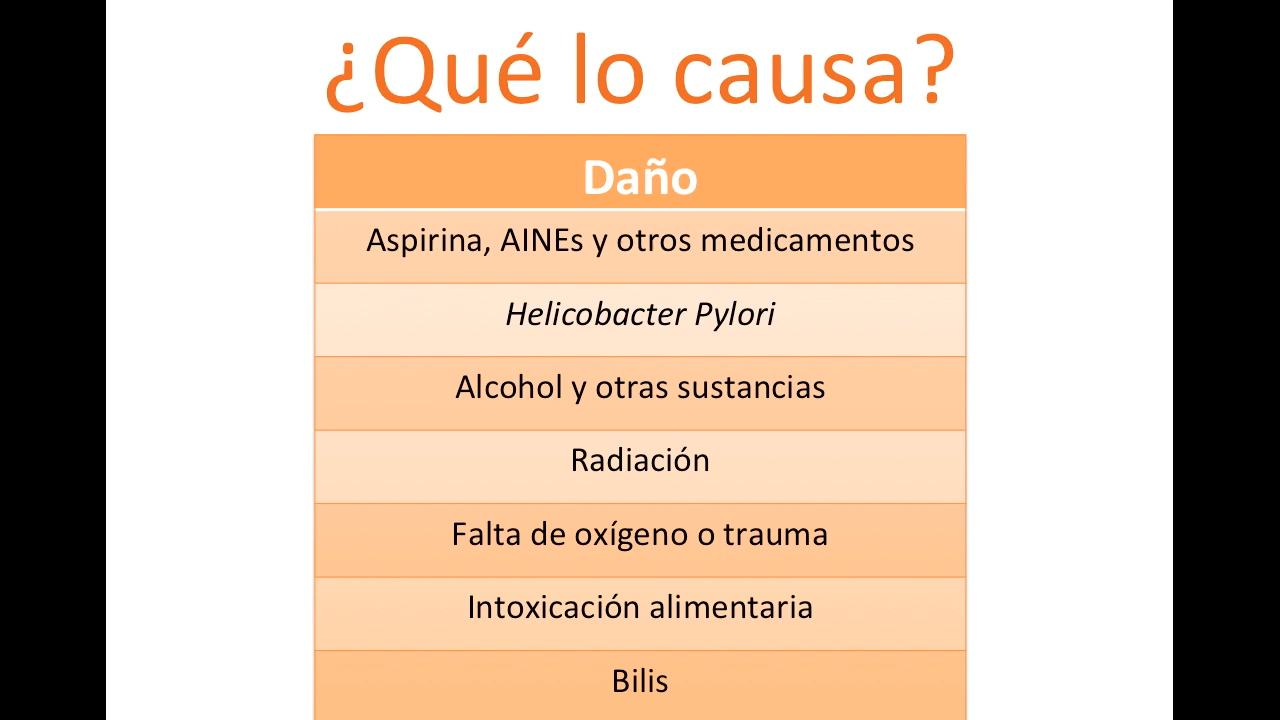 ¿Qué lo causa?
Daño
Aspirina, AINEs y otros medicamentos
Helicobacter Pylori
Alcohol y otras sustancias
Radiación
Falta de oxígeno o trauma
Intoxicación alimentaria
Bilis